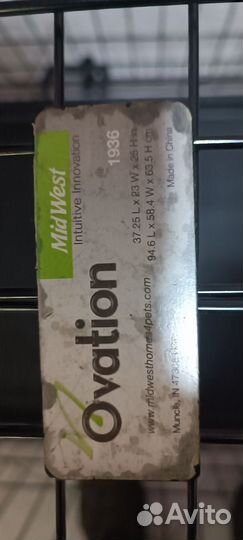 MidWest
Intuitive Innovation
1936
37.25 L x 23 W x 25 H in
94.6 L x 58.4 W x 63.5 H cm
Made in China
Ovation
www.midwesthomes4pets.com
Muncie, IN
Avito